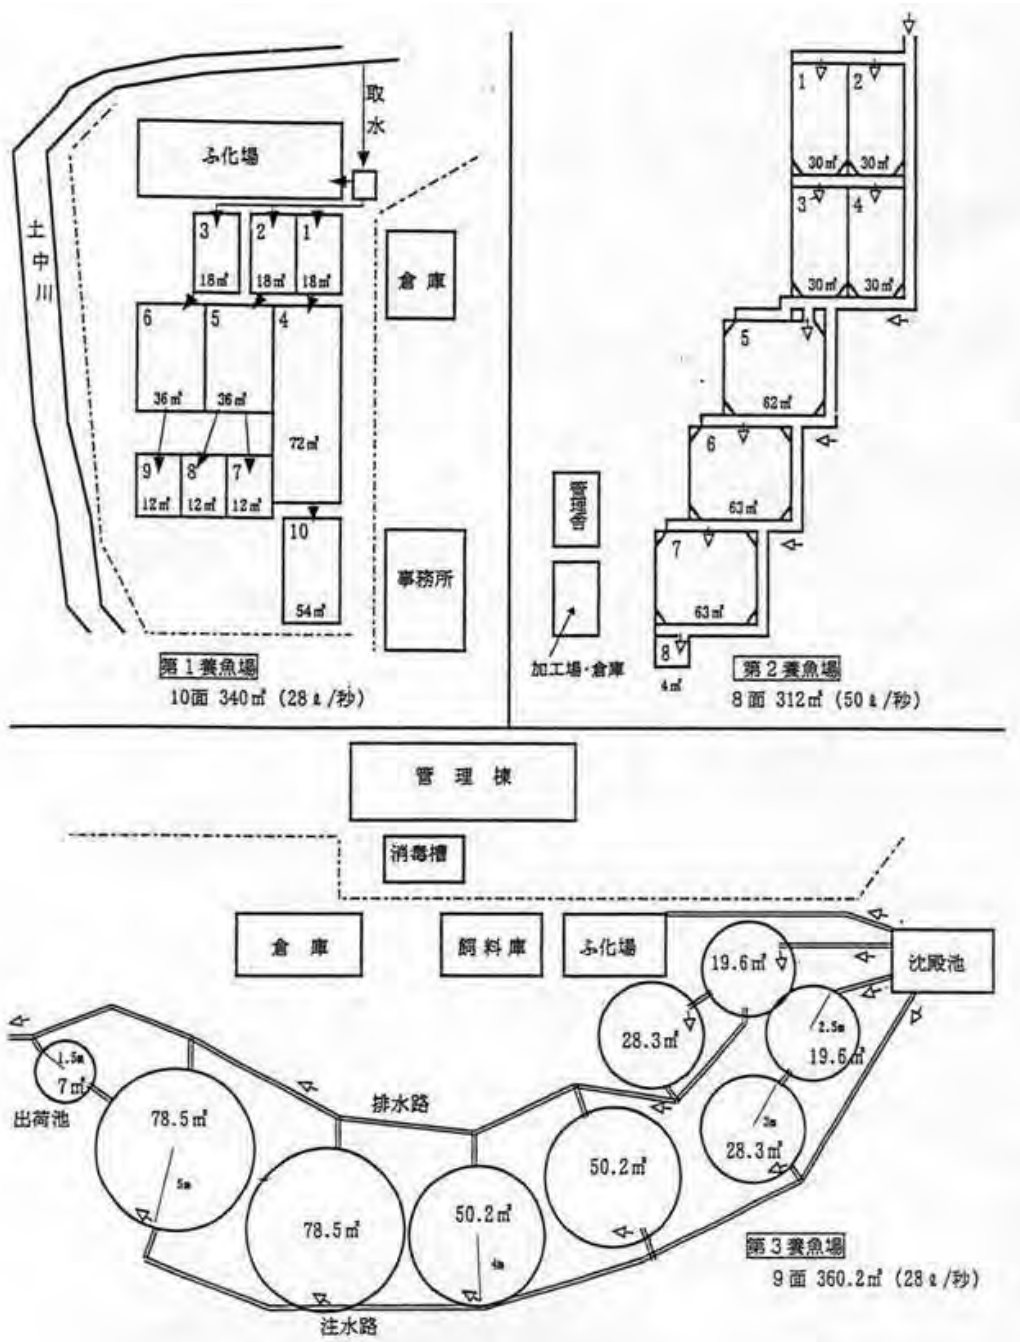 取水
ふ化場
土中川
3
2
1
18㎡
18㎡
18㎡
倉庫
6
5
4
36㎡
36㎡
72㎡
9
8
7
12㎡
12㎡
12㎡
10
54㎡
事務所
第1養魚場
10面 340㎡ (28ℓ/秒)
1
2
30㎡
30㎡
3
4
30㎡
30㎡
5
62㎡
6
63㎡
7
63㎡
8
4㎡
加工場・倉庫
第2養魚場
8面 312㎡ (50ℓ/秒)
管理棟
消毒槽
倉庫
飼料庫
ふ化場
沈殿池
19.6㎡
28.3㎡
2.5m
19.6㎡
3m
28.3㎡
1.5m
7㎡
出荷池
78.5㎡
5m
排水路
78.5㎡
50.2㎡
4m
50.2㎡
注水路
第3養魚場
9面 360.2㎡ (28ℓ/秒)